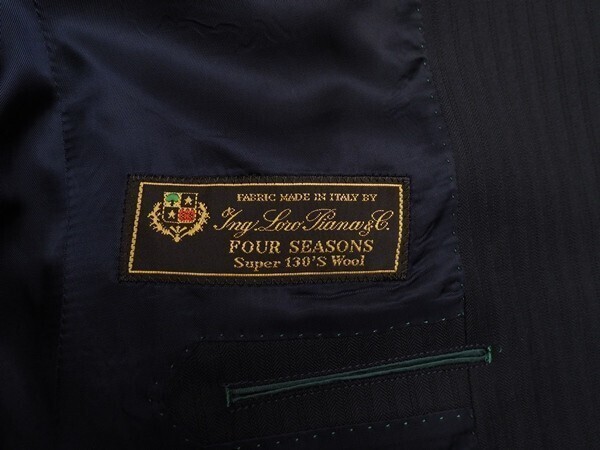 FABRIC MADE IN ITALY BY
Ing. Loro Piana & C.
FOUR SEASONS
Super 130'S Wool